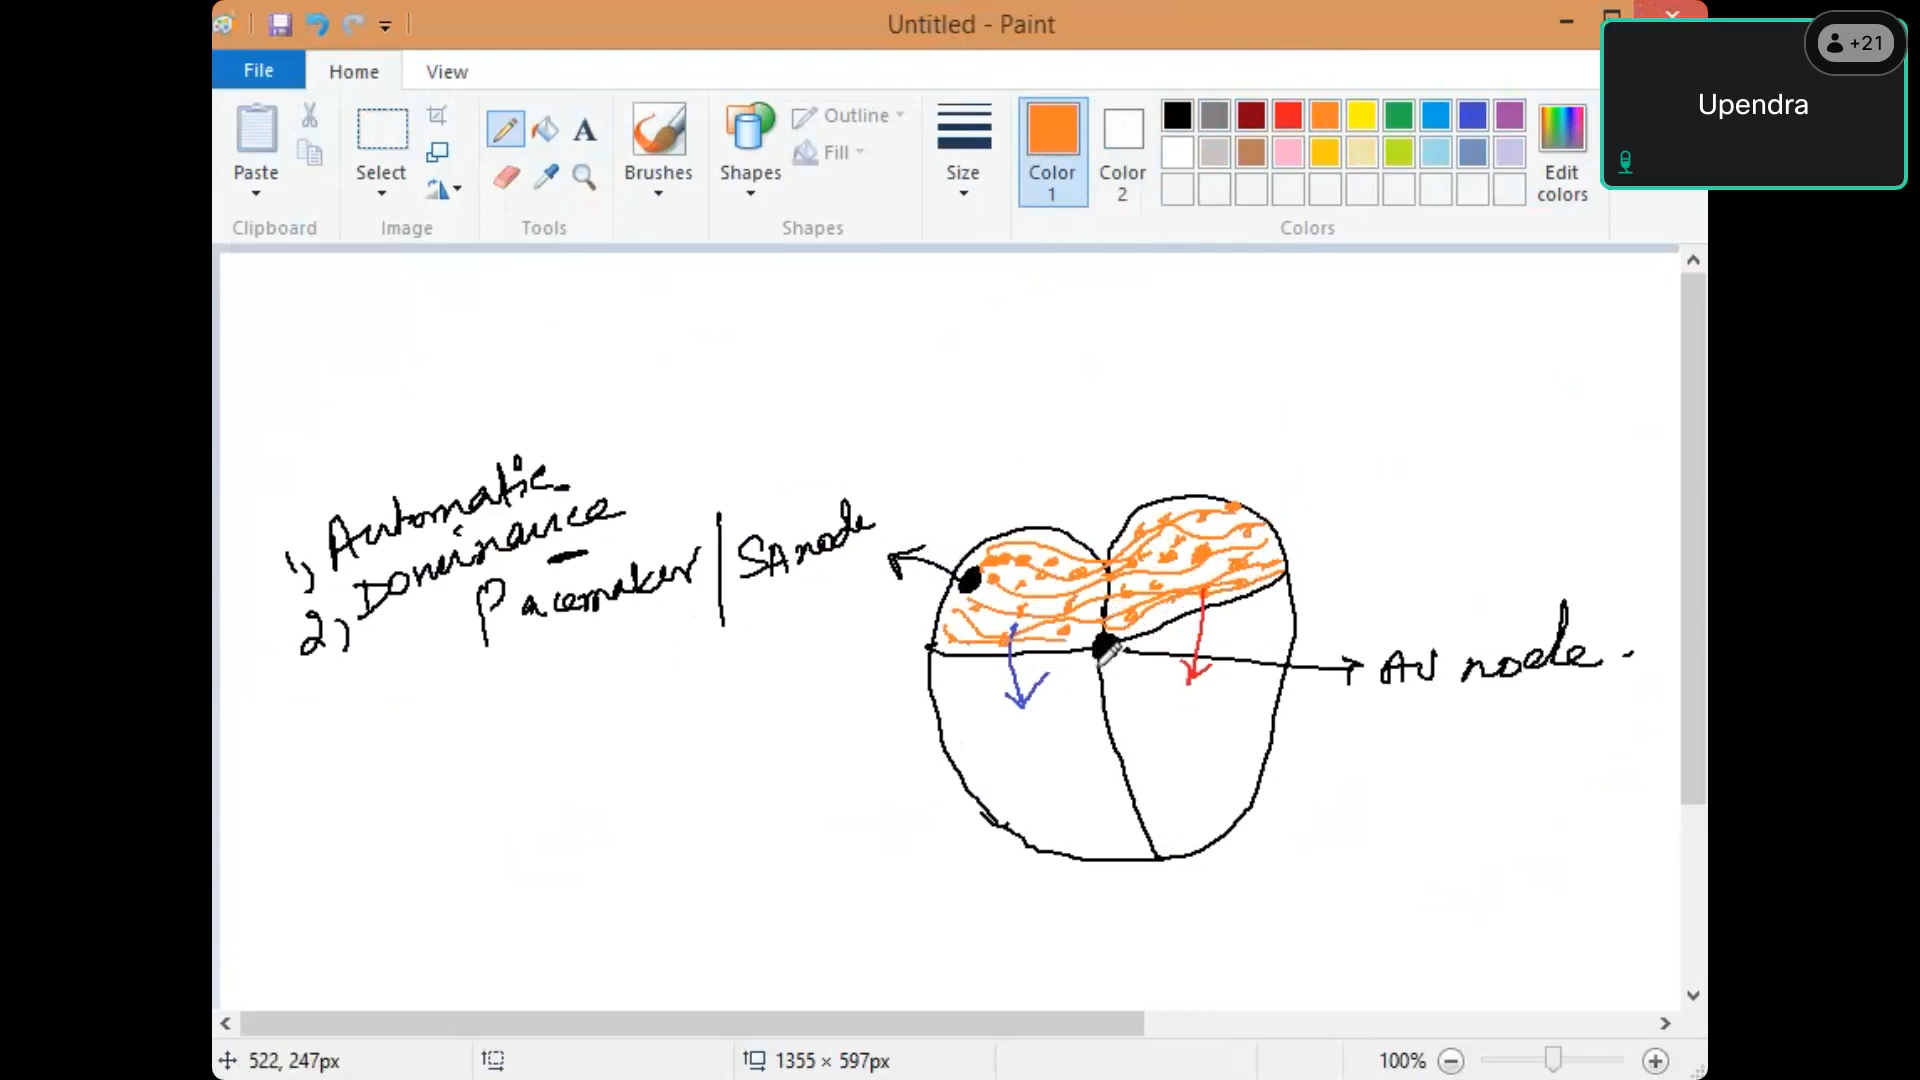 Untitled - Paint
+21
Upendra
File Home View
Paste
Select
Outline
Fill
Brushes
Shapes
Size
Color 1
Color 2
Edit colors
Clipboard
Image
Tools
Shapes
Colors
1) Automatic
2) Dominance
Pacemaker / SA node
AV node.
522, 247px
1355 × 597px
100%